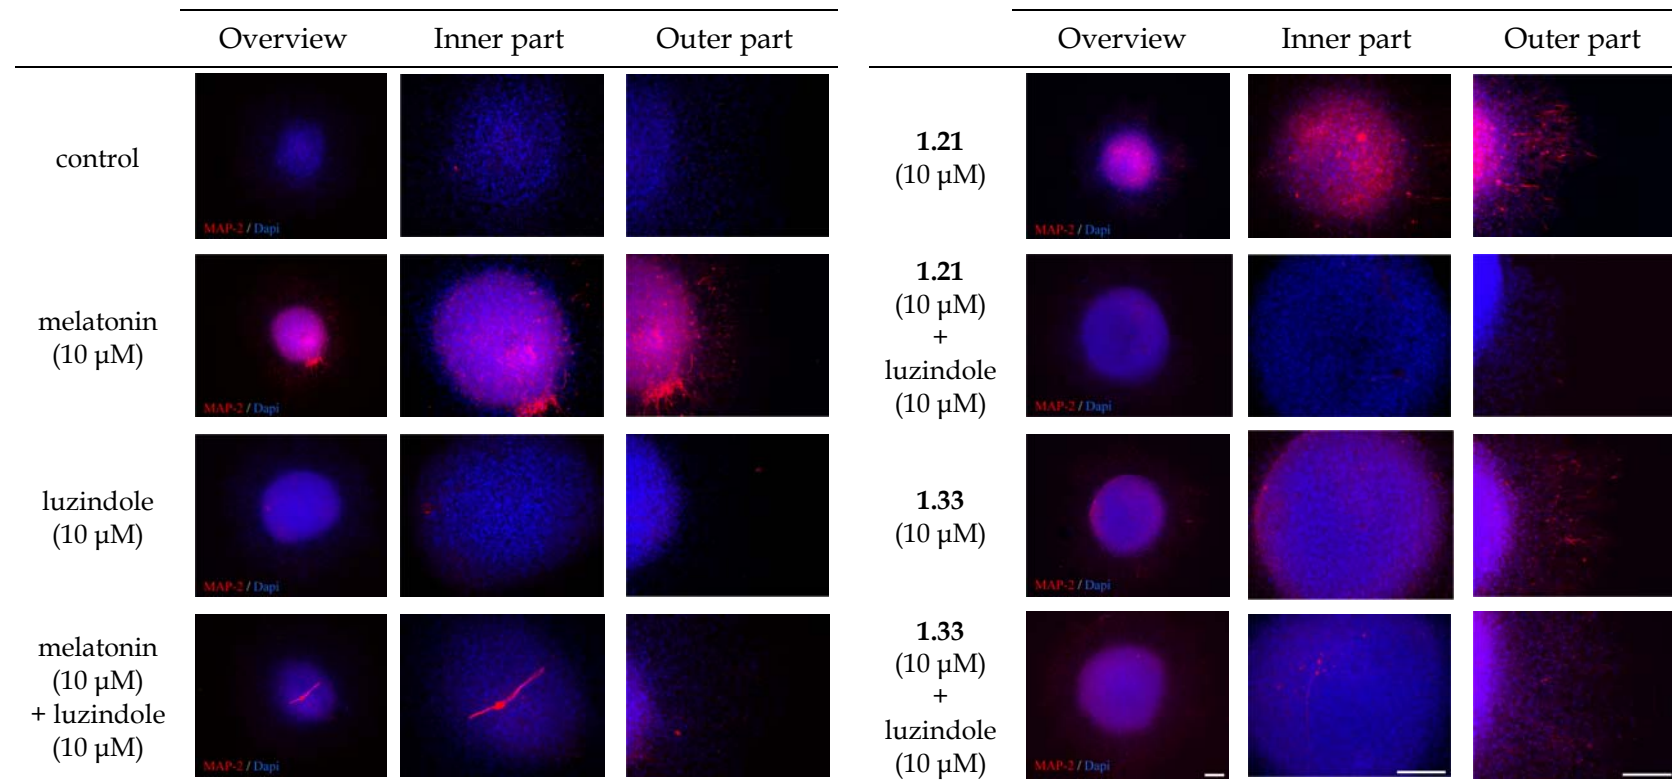 Overview Inner part Outer part
control
MAP-2 / Dapi
melatonin
(10 µM)
MAP-2 / Dapi
luzindole
(10 µM)
MAP-2 / Dapi
melatonin
(10 µM)
+ luzindole
(10 µM)
MAP-2 / Dapi
Overview Inner part Outer part
1.21
(10 µM)
MAP-2 / Dapi
1.21
(10 µM)
+
luzindole
(10 µM)
MAP-2 / Dapi
1.33
(10 µM)
MAP-2 / Dapi
1.33
(10 µM)
+
luzindole
(10 µM)
MAP-2 / Dapi